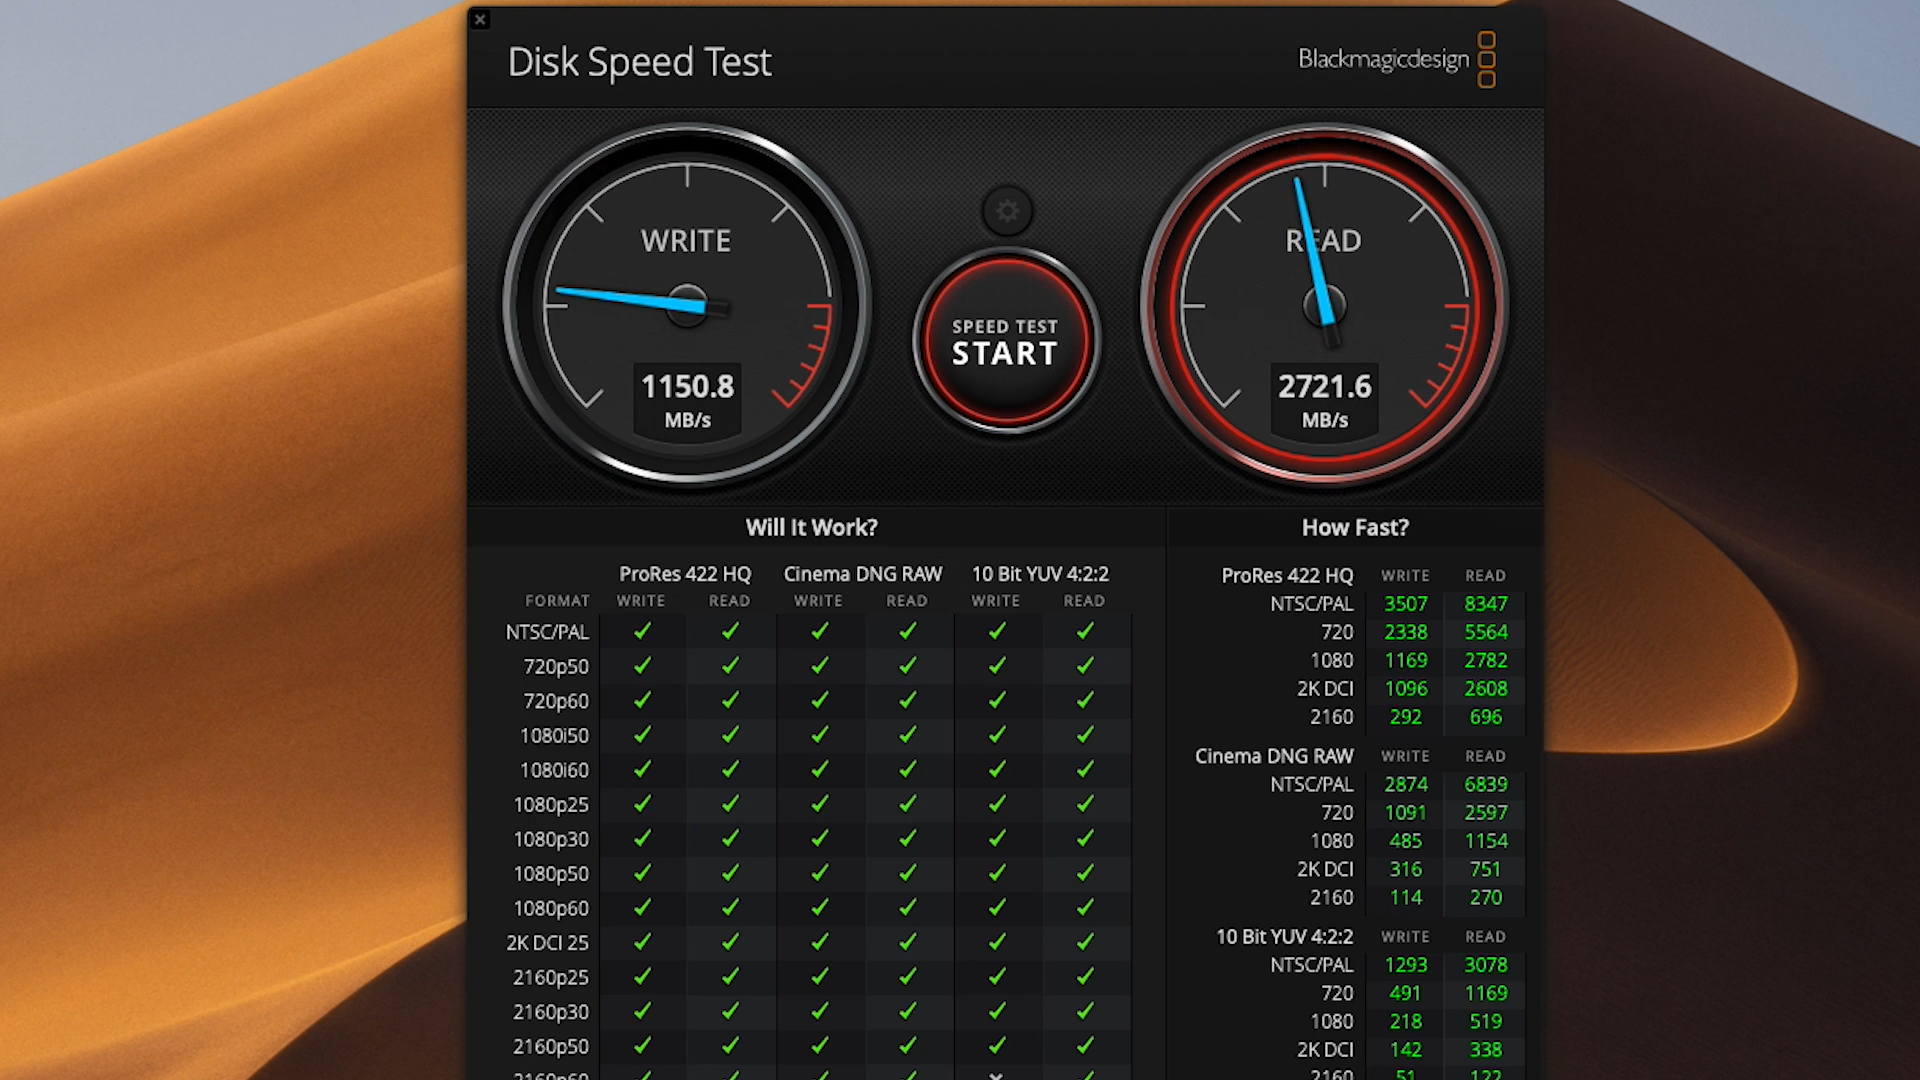 Disk Speed Test
Blackmagicdesign
WRITE
1150.8
MB/s
SPEED TEST
START
READ
2721.6
MB/s
Will It Work?
ProRes 422 HQ Cinema DNG RAW 10 Bit YUV 4:2:2
FORMAT WRITE READ WRITE READ WRITE READ
NTSC/PAL ✓ ✓ ✓ ✓ ✓ ✓
720p50 ✓ ✓ ✓ ✓ ✓ ✓
720p60 ✓ ✓ ✓ ✓ ✓ ✓
1080i50 ✓ ✓ ✓ ✓ ✓ ✓
1080i60 ✓ ✓ ✓ ✓ ✓ ✓
1080p25 ✓ ✓ ✓ ✓ ✓ ✓
1080p30 ✓ ✓ ✓ ✓ ✓ ✓
1080p50 ✓ ✓ ✓ ✓ ✓ ✓
1080p60 ✓ ✓ ✓ ✓ ✓ ✓
2K DCI 25 ✓ ✓ ✓ ✓ ✓ ✓
2160p25 ✓ ✓ ✓ ✓ ✓ ✓
2160p30 ✓ ✓ ✓ ✓ ✓ ✓
2160p50 ✓ ✓ ✓ ✓ ✓ ✓
2160p60 ✓ ✓ ✓ ✓ ✕ ✓
How Fast?
ProRes 422 HQ WRITE READ
NTSC/PAL 3507 8347
720 2338 5564
1080 1169 2782
2K DCI 1096 2608
2160 292 696
Cinema DNG RAW WRITE READ
NTSC/PAL 2874 6839
720 1091 2597
1080 485 1154
2K DCI 316 751
2160 114 270
10 Bit YUV 4:2:2 WRITE READ
NTSC/PAL 1293 3078
720 491 1169
1080 218 519
2K DCI 142 338
2160 51 122